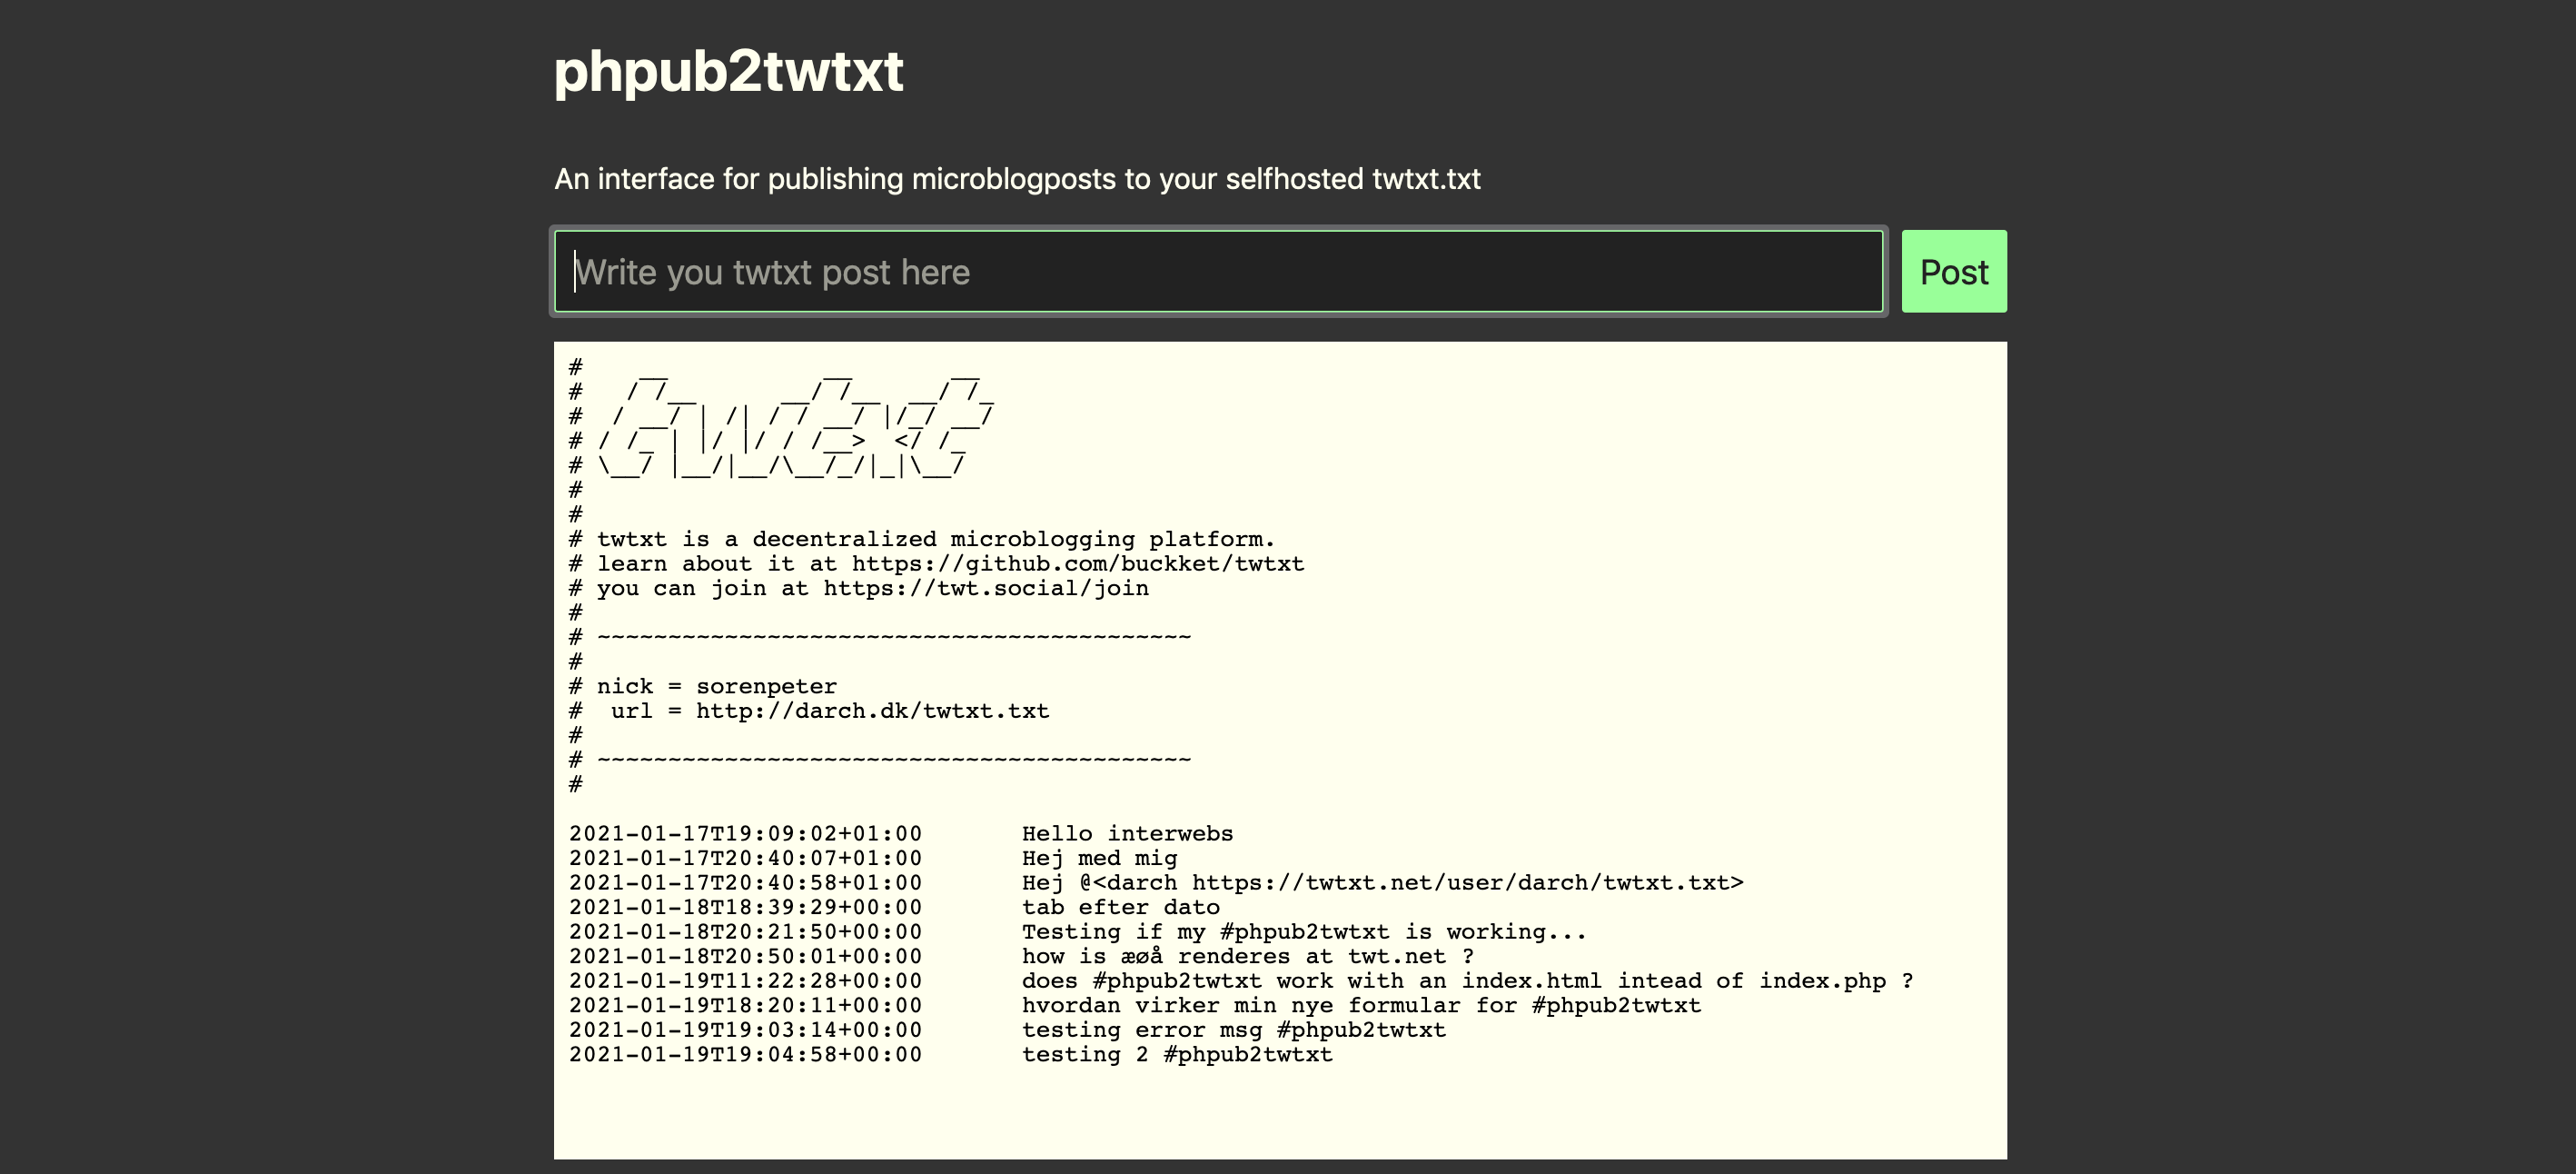 phpub2twtxt
An interface for publishing microblogposts to your selfhosted twtxt.txt
Write you twtxt post here
Post
#    __           __       __
#   / /__      __/ /__  __/ /_
#  /  __/ | /| / /  __/ |/_/ __/
# / /_ | |/ |/ / /__>  </ /_
# \__/ |__/|__/\__/_/|_|\__/
#
#
# twtxt is a decentralized microblogging platform.
# learn about it at https://github.com/buckket/twtxt
# you can join at https://twt.social/join
#
# ~~~~~~~~~~~~~~~~~~~~~~~~~~~~~~~~~~~~~~~~~~
#
# nick = sorenpeter
#  url = http://darch.dk/twtxt.txt
#
# ~~~~~~~~~~~~~~~~~~~~~~~~~~~~~~~~~~~~~~~~~~
#
2021-01-17T19:09:02+01:00	Hello interwebs
2021-01-17T20:40:07+01:00	Hej med mig
2021-01-17T20:40:58+01:00	Hej @<darch https://twtxt.net/user/darch/twtxt.txt>
2021-01-18T18:39:29+00:00	tab efter dato
2021-01-18T20:21:50+00:00	Testing if my #phpub2twtxt is working...
2021-01-18T20:50:01+00:00	how is æøå renderes at twt.net ?
2021-01-19T11:22:28+00:00	does #phpub2twtxt work with an index.html intead of index.php ?
2021-01-19T18:20:11+00:00	hvordan virker min nye formular for #phpub2twtxt
2021-01-19T19:03:14+00:00	testing error msg #phpub2twtxt
2021-01-19T19:04:58+00:00	testing 2 #phpub2twtxt